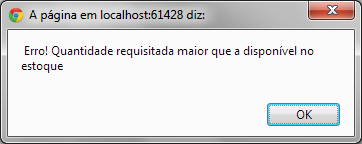 A página em localhost:61428 diz:
Erro! Quantidade requisitada maior que a disponível no
estoque
OK